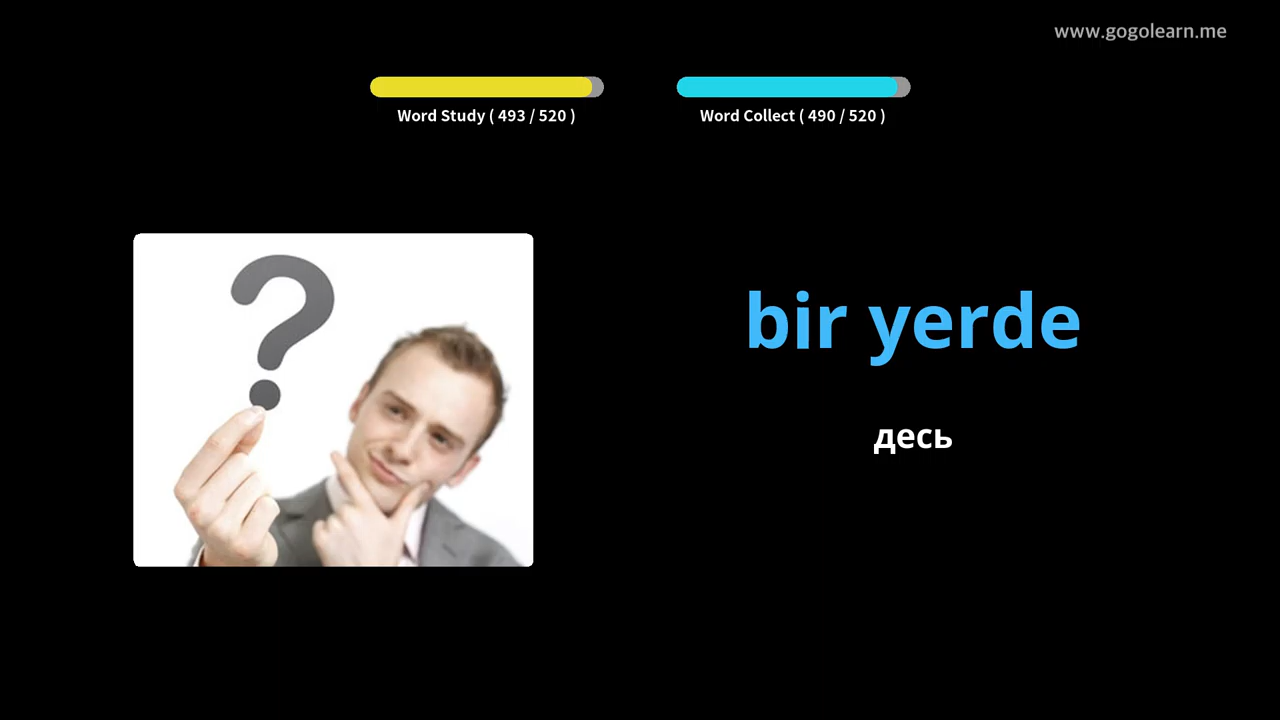 www.gogolearn.me
Word Study ( 493 / 520 )
Word Collect ( 490 / 520 )
?
bir yerde
десь